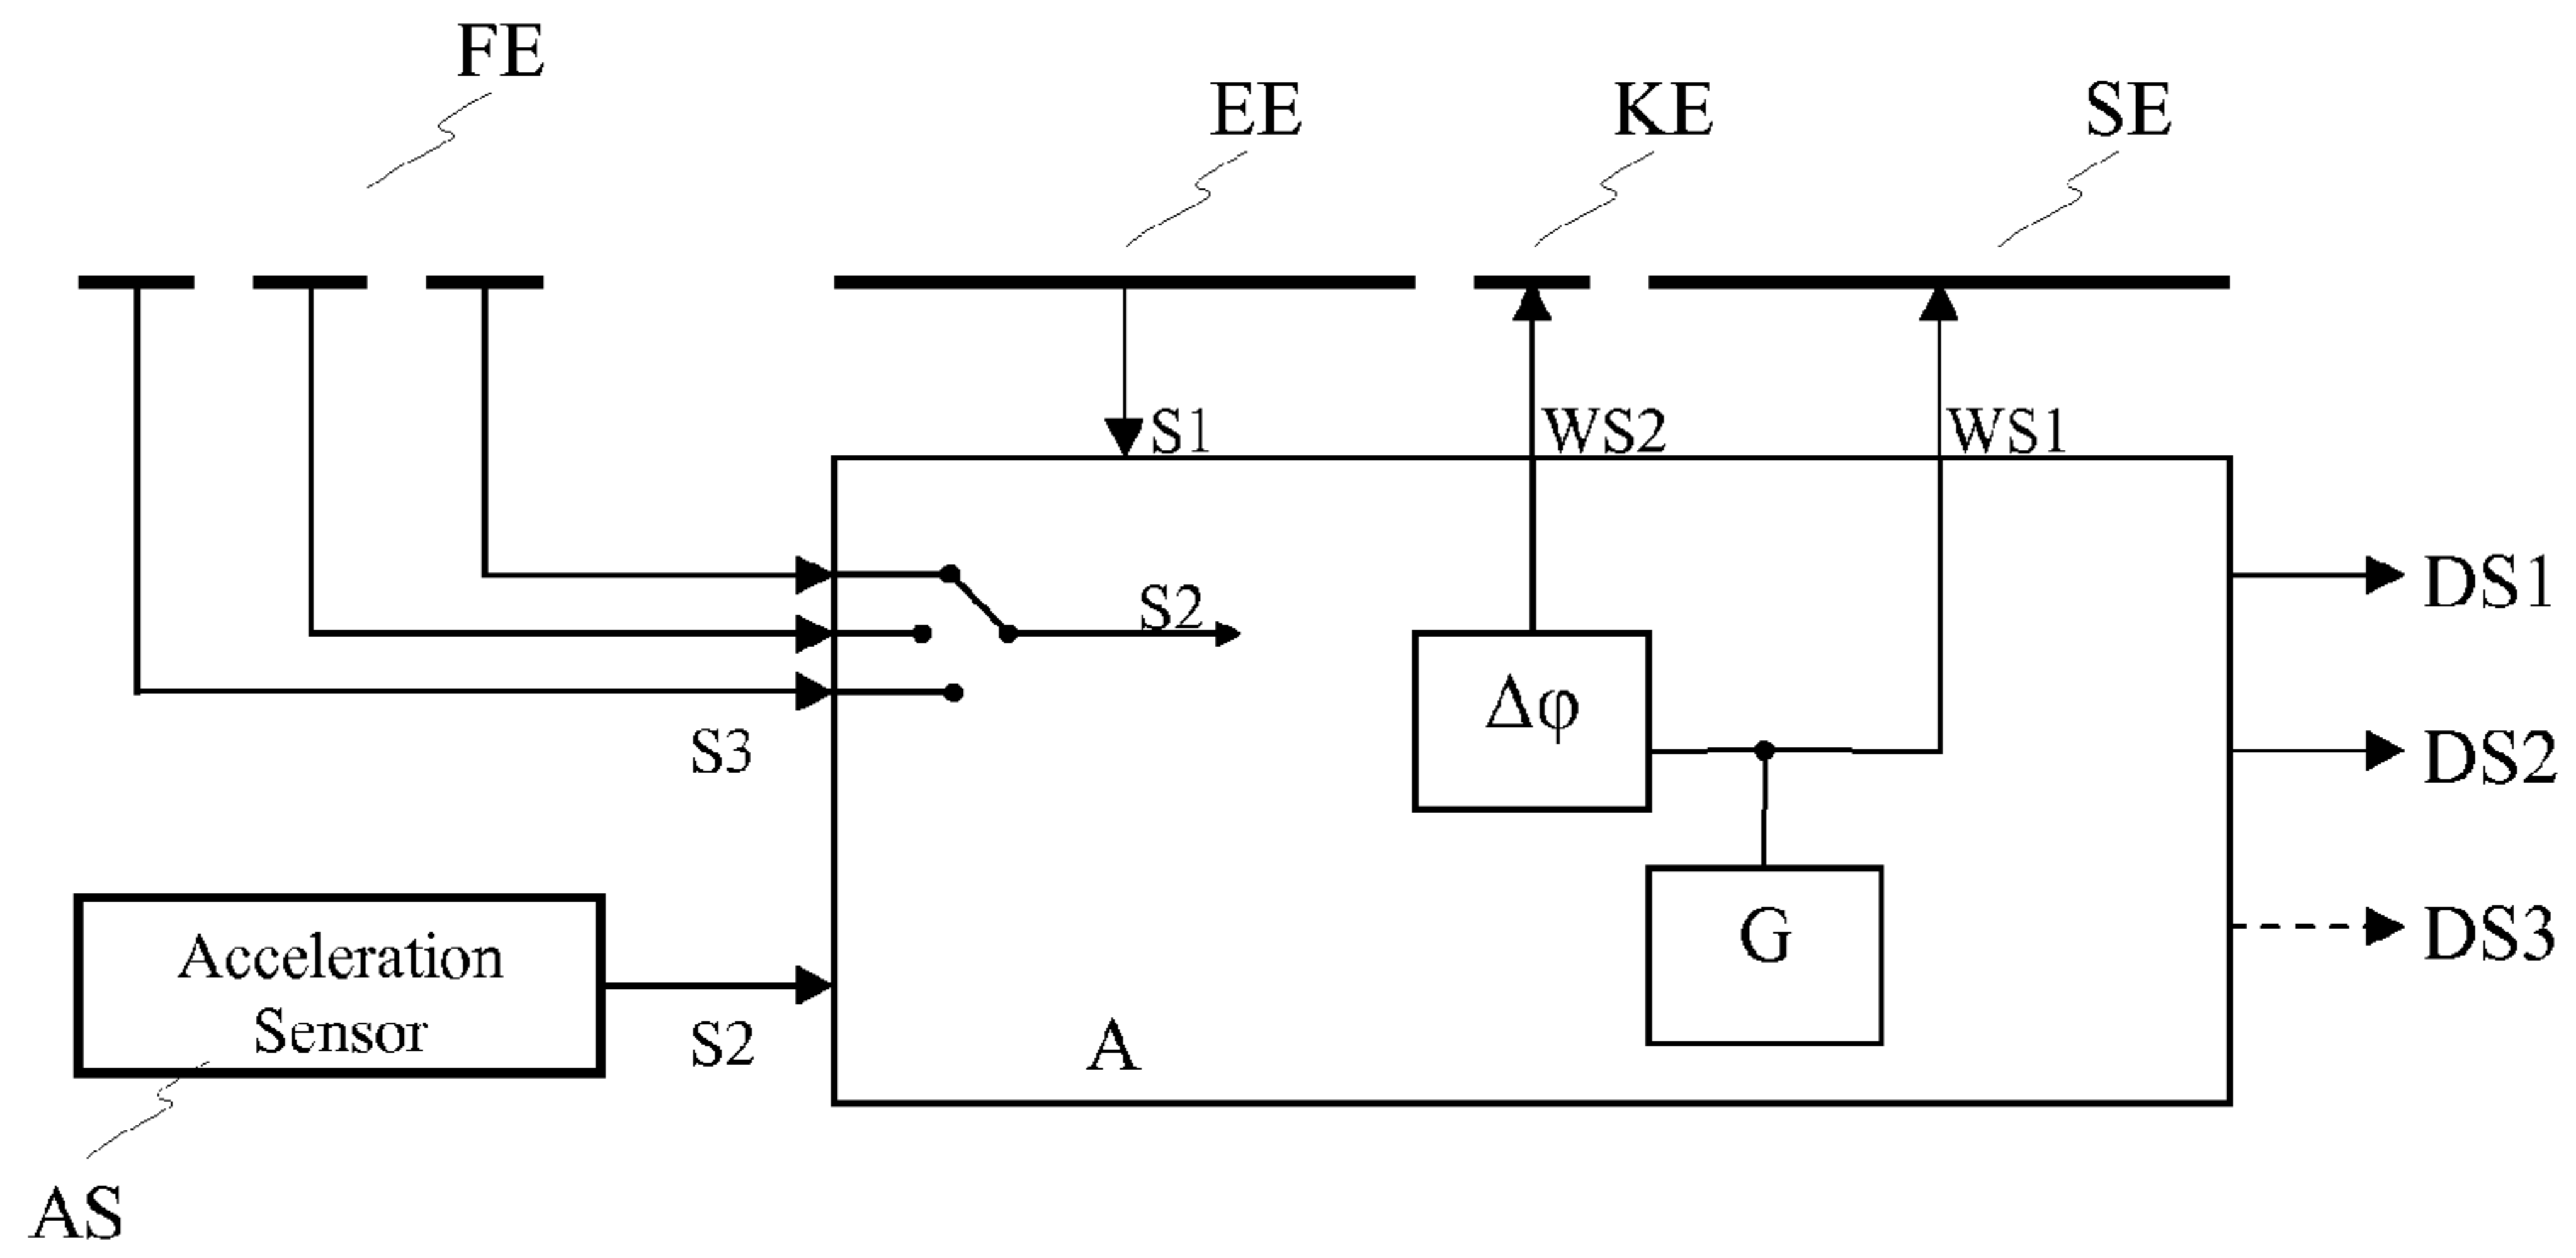 FE
EE
KE
SE
S1
WS2
WS1
S2
DS1
Δφ
S3
DS2
G
DS3
Acceleration
Sensor
S2
A
AS